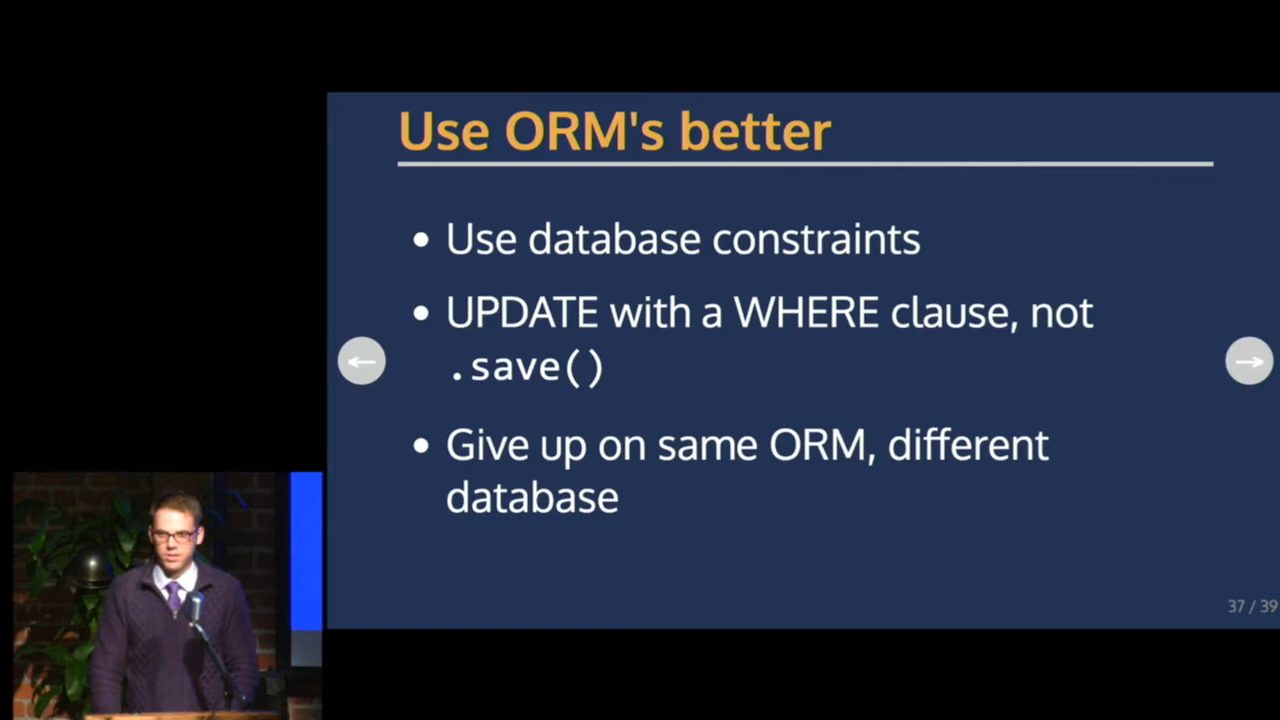 Use ORM's better
• Use database constraints
• UPDATE with a WHERE clause, not
.save()
• Give up on same ORM, different
database
37 / 39